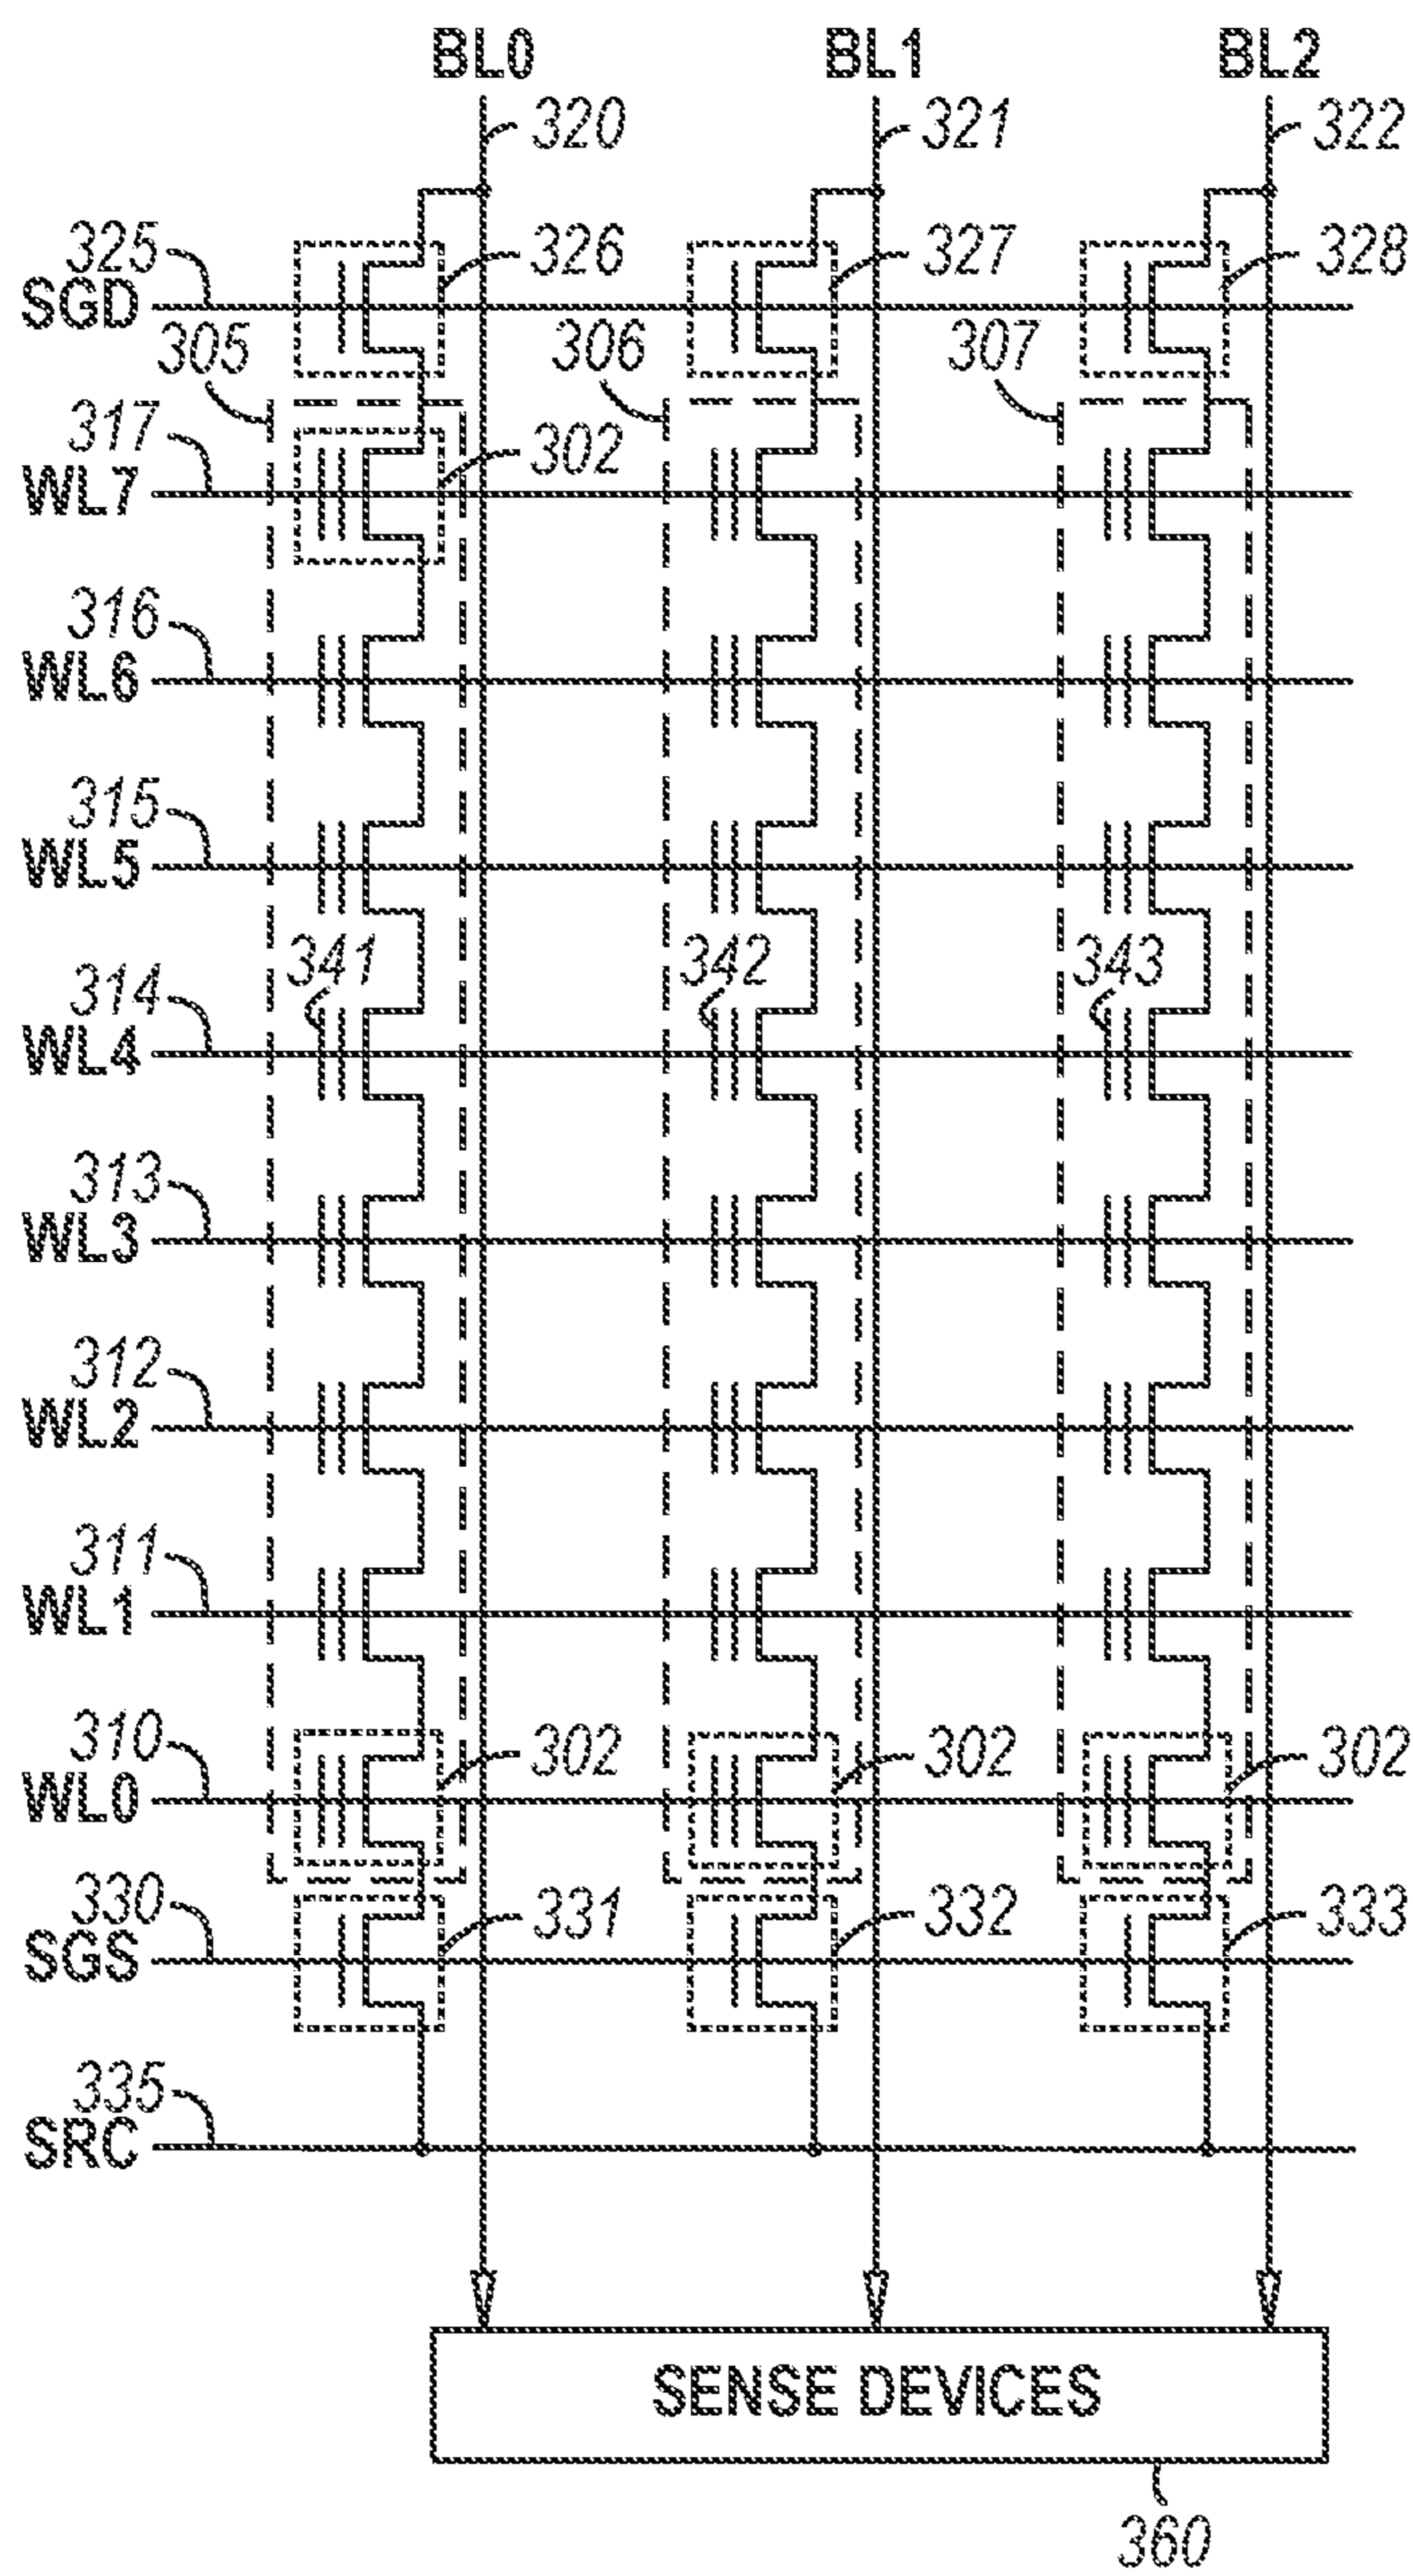 BL0 BL1 BL2
320 321 322
325 326 327 328
SGD
305 306 307
317 302
WL7
316
WL6
315
WL5
341 342 343
314
WL4
313
WL3
312
WL2
311
WL1
310 302 302 302
WL0
330 331 332 333
SGS
335
SRC
SENSE DEVICES
360